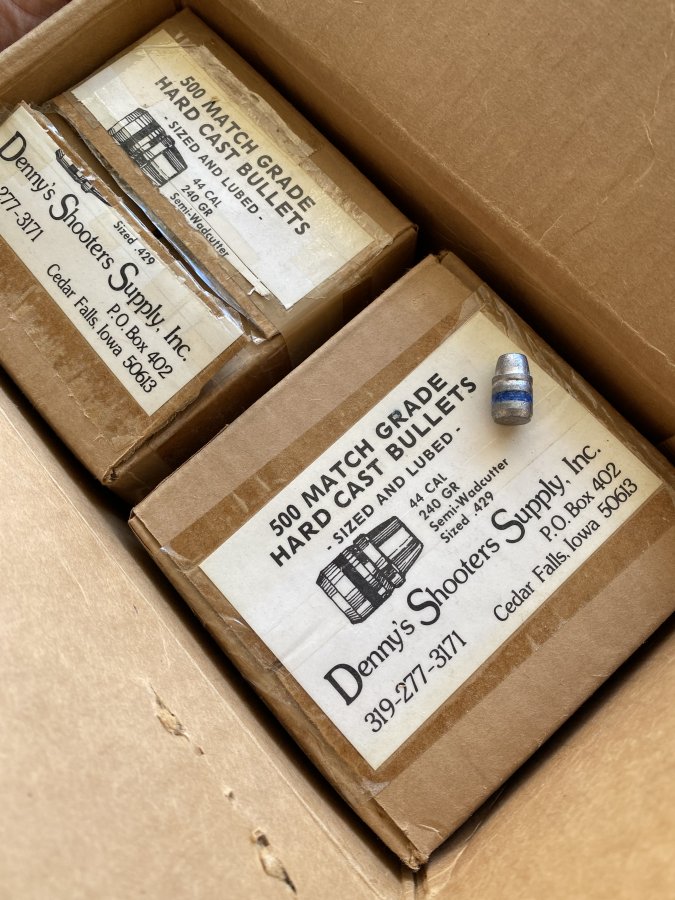 500 MATCH GRADE
HARD CAST BULLETS
- SIZED AND LUBED -
44 CAL
240 GR
Semi-Wadcutter
Sized .429
Denny's Shooters Supply, Inc.
277-3171
P.O. Box 402
Cedar Falls, Iowa 50613
500 MATCH GRADE
HARD CAST BULLETS
- SIZED AND LUBED -
44 CAL
240 GR
Semi-Wadcutter
Sized .429
Denny's Shooters Supply, Inc.
319-277-3171
P.O. Box 402
Cedar Falls, Iowa 50613